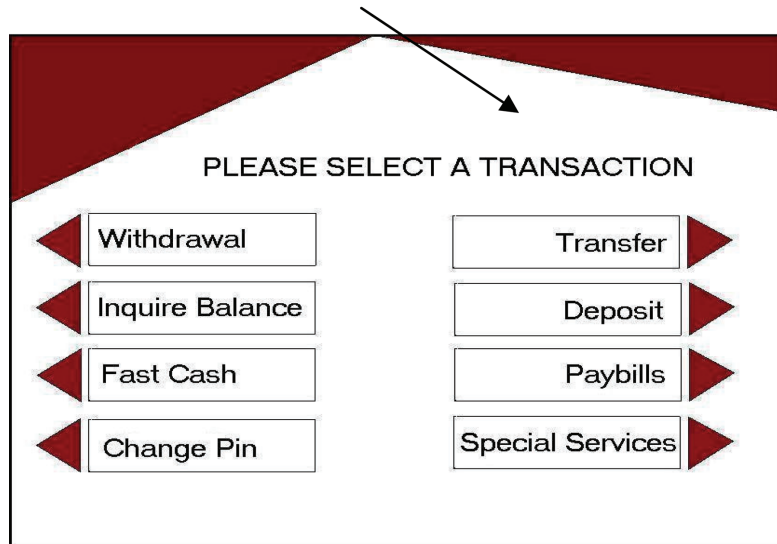 PLEASE SELECT A TRANSACTION
Withdrawal
Transfer
Inquire Balance
Deposit
Fast Cash
Paybills
Change Pin
Special Services